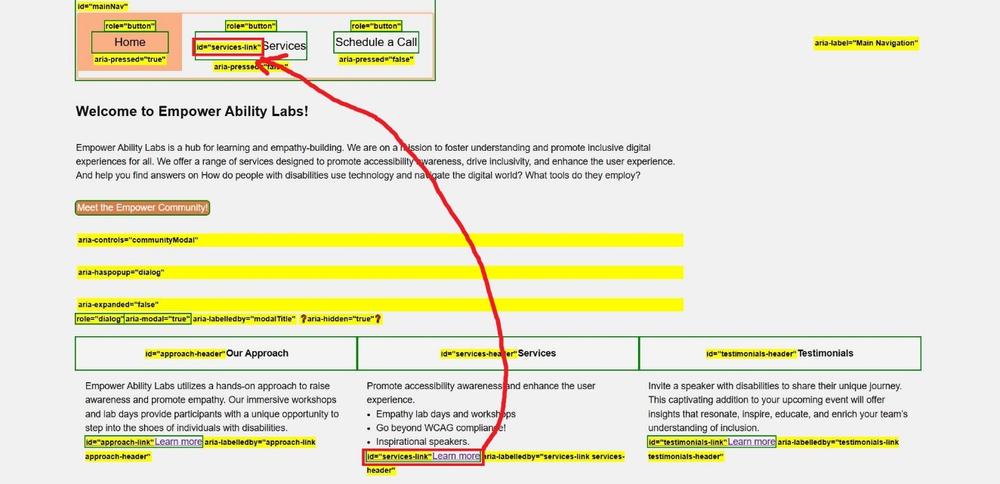 id="mainNav"
role="button" role="button" role="button"
Home id="services-link"Services Schedule a Call
aria-pressed="true" aria-pressed="false" aria-pressed="false"
aria-label="Main Navigation"
Welcome to Empower Ability Labs!
Empower Ability Labs is a hub for learning and empathy-building. We are on a mission to foster understanding and promote inclusive digital
experiences for all. We offer a range of services designed to promote accessibility awareness, drive inclusivity, and enhance the user experience.
And help you find answers on How do people with disabilities use technology and navigate the digital world? What tools do they employ?
Meet the Empower Community!
aria-controls="communityModal"
aria-haspopup="dialog"
aria-expanded="false"
role="dialog" aria-modal="true" aria-labelledby="modalTitle" ❓aria-hidden="true"❓
id="approach-header"Our Approach
Empower Ability Labs utilizes a hands-on approach to raise
awareness and promote empathy. Our immersive workshops
and lab days provide participants with a unique opportunity to
step into the shoes of individuals with disabilities.
id="approach-link"Learn more aria-labelledby="approach-link
approach-header"
id="services-header"Services
Promote accessibility awareness and enhance the user
experience.
• Empathy lab days and workshops
• Go beyond WCAG compliance!
• Inspirational speakers.
id="services-link"Learn more aria-labelledby="services-link services-
header"
id="testimonials-header"Testimonials
Invite a speaker with disabilities to share their unique journey.
This captivating addition to your upcoming event will offer
insights that resonate, inspire, educate, and enrich your team's
understanding of inclusion.
id="testimonials-link"Learn more aria-labelledby="testimonials-link
testimonials-header"